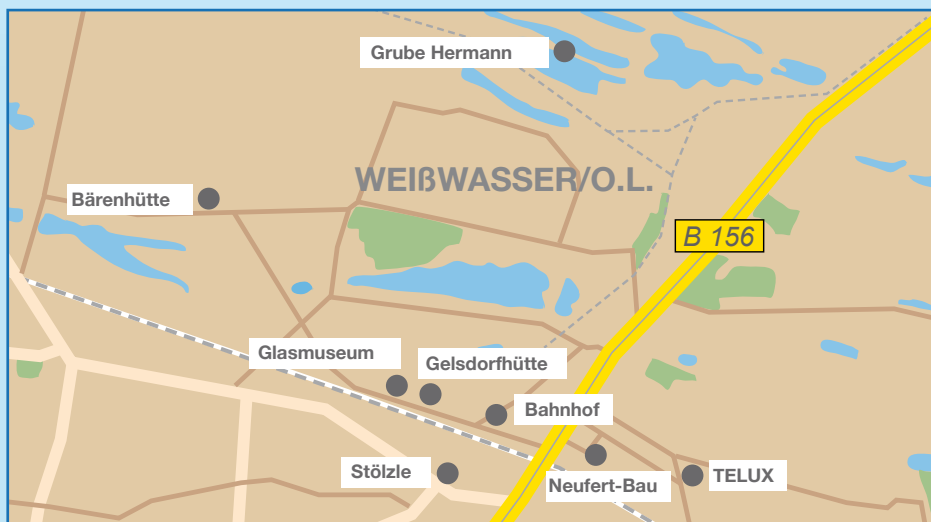 Grube Hermann
WEIßWASSER/O.L.
Bärenhütte
B 156
Glasmuseum
Gelsdorfhütte
Bahnhof
Stölzle
TELUX
Neufert-Bau